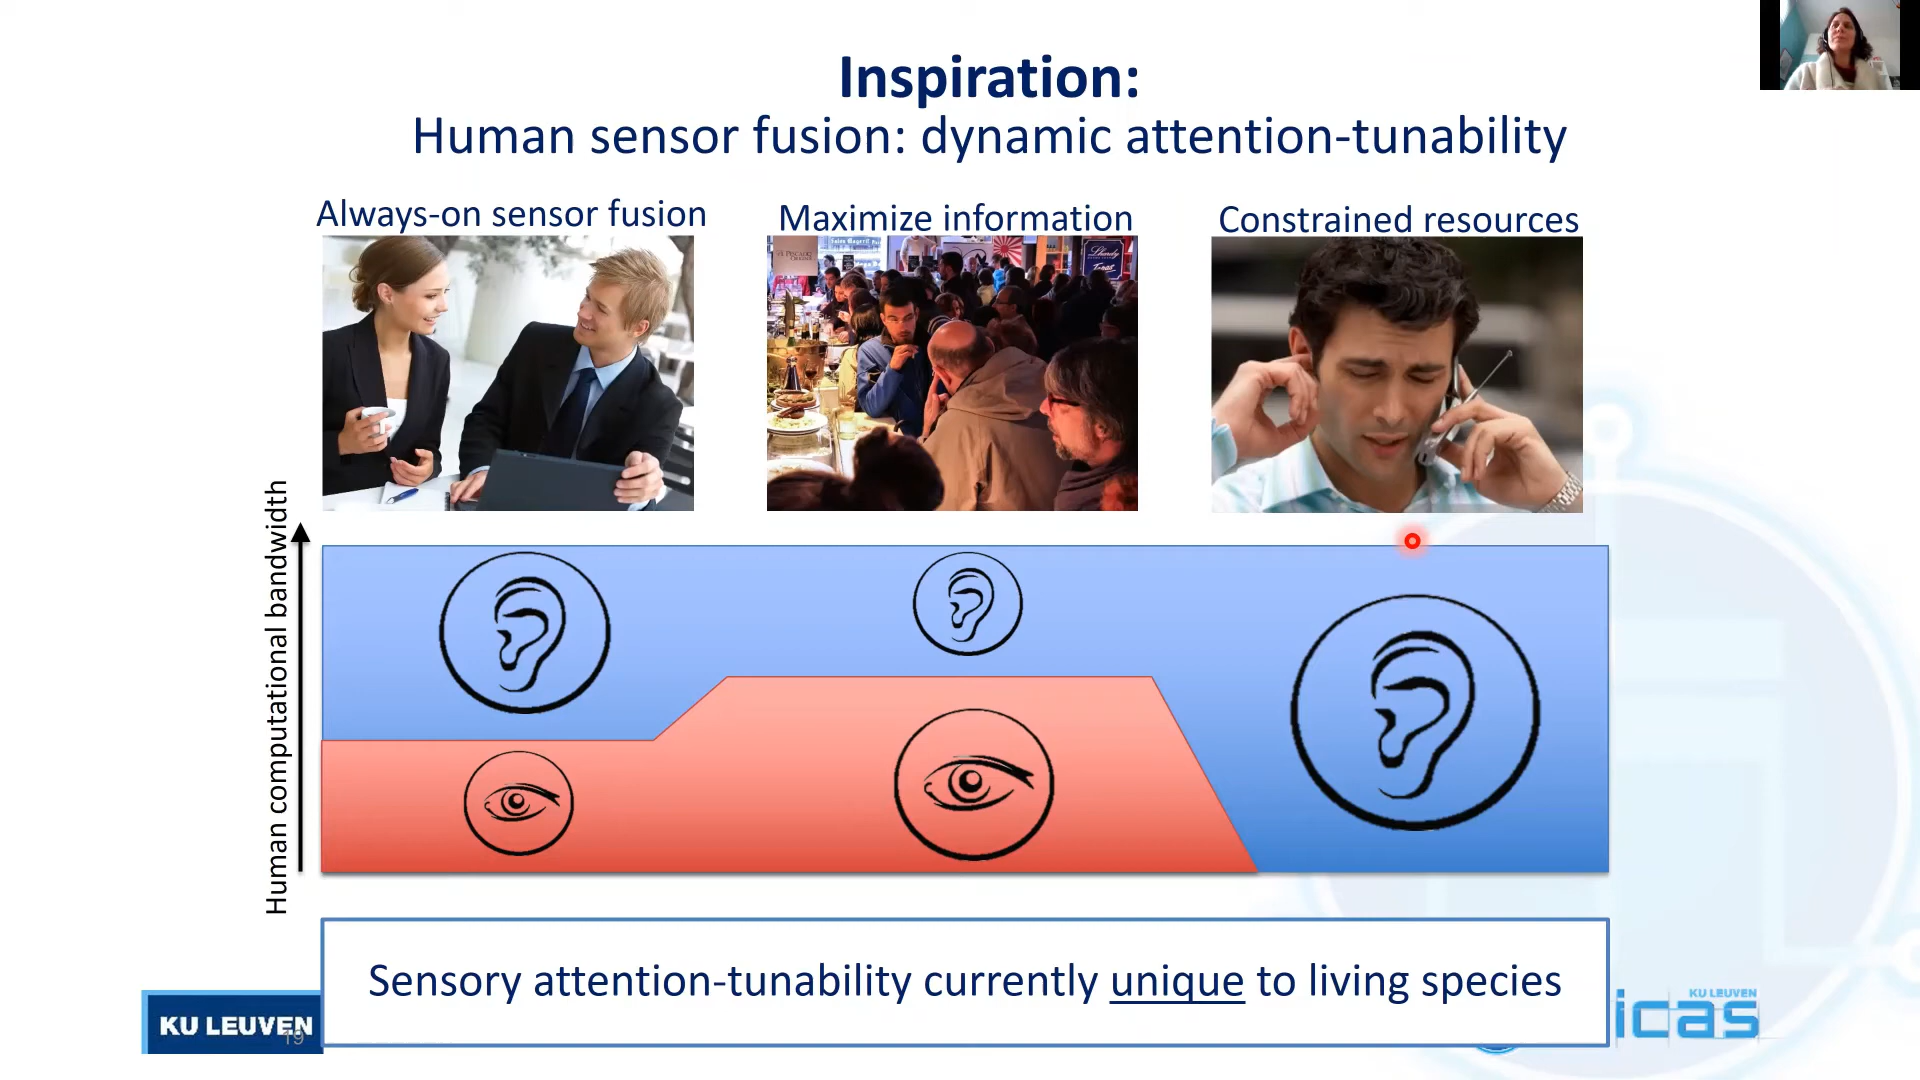 Inspiration:
Human sensor fusion: dynamic attention-tunability
Always-on sensor fusion
Maximize information
Constrained resources
Human computational bandwidth
Sensory attention-tunability currently unique to living species
KU LEUVEN
19
KU LEUVEN
icas